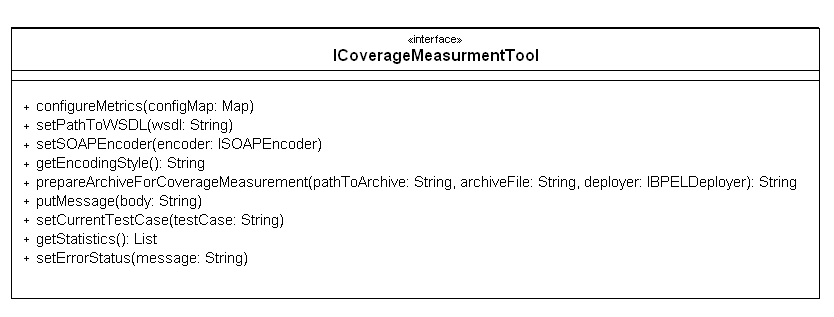 «interface»
ICoverageMeasurmentTool
+ configureMetrics(configMap: Map)
+ setPathToWSDL(wsdl: String)
+ setSOAPEncoder(encoder: ISOAPEncoder)
+ getEncodingStyle(): String
+ prepareArchiveForCoverageMeasurement(pathToArchive: String, archiveFile: String, deployer: IBPELDeployer): String
+ putMessage(body: String)
+ setCurrentTestCase(testCase: String)
+ getStatistics(): List
+ setErrorStatus(message: String)